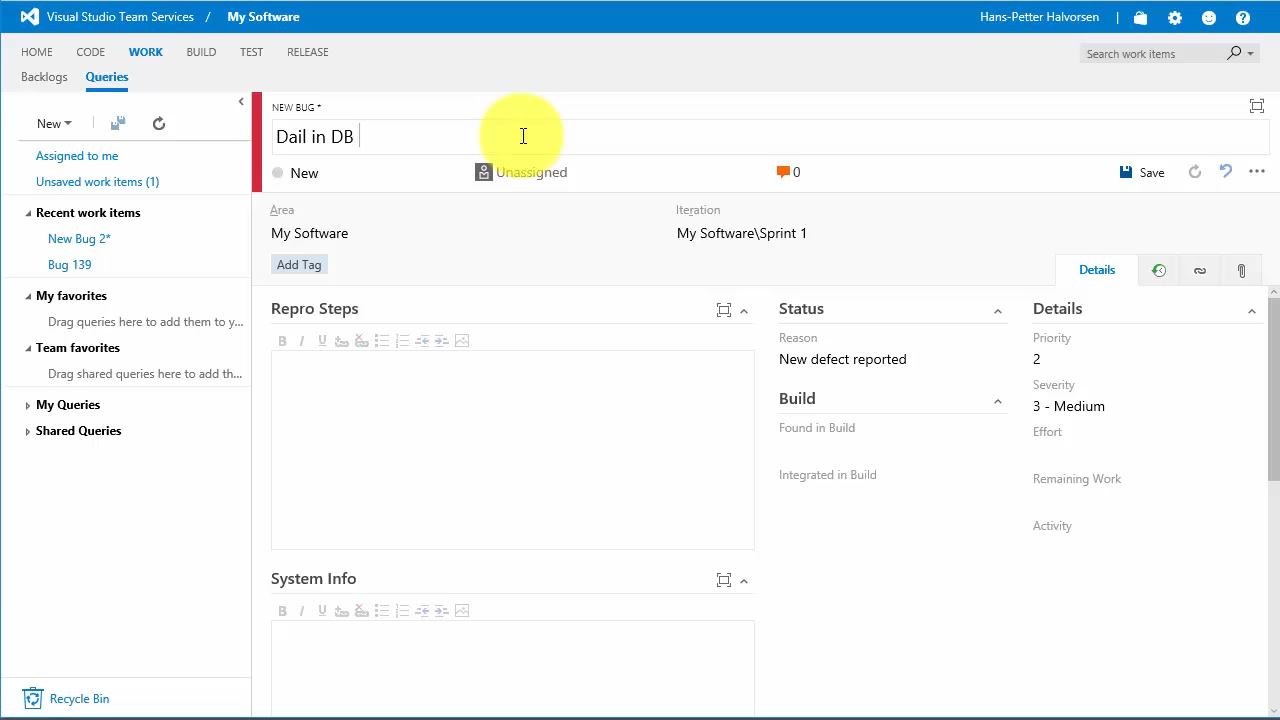 Visual Studio Team Services / My Software
Hans-Petter Halvorsen |
HOME CODE WORK BUILD TEST RELEASE
Search work items
Backlogs Queries
New
Assigned to me
Unsaved work items (1)
Recent work items
New Bug 2*
Bug 139
My favorites
Drag queries here to add them to y...
Team favorites
Drag shared queries here to add th...
My Queries
Shared Queries
Recycle Bin
NEW BUG *
Dail in DB
New
Unassigned
0
Save
Area
My Software
Iteration
My Software\Sprint 1
Add Tag
Details
Repro Steps
B I U
System Info
B I U
Status
Reason
New defect reported
Build
Found in Build
Integrated in Build
Details
Priority
2
Severity
3 - Medium
Effort
Remaining Work
Activity